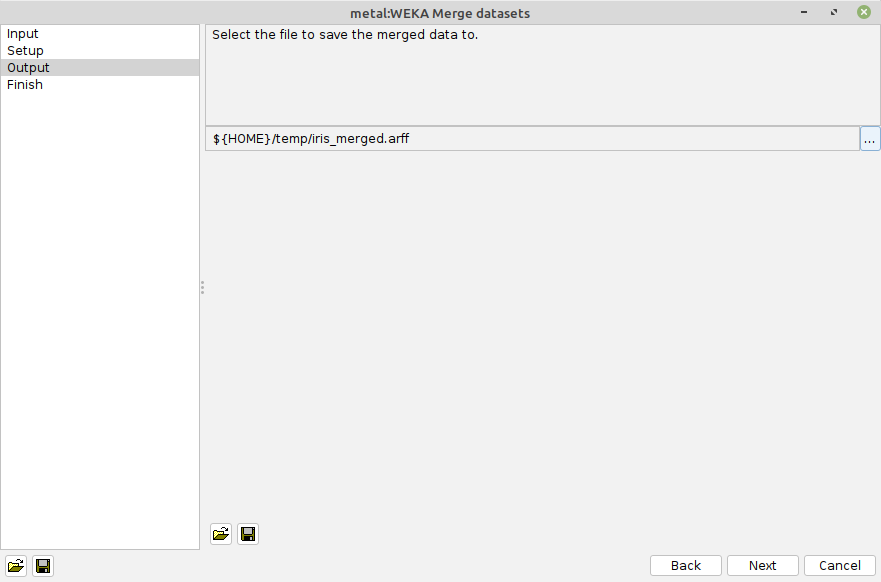 metal:WEKA Merge datasets
Input
Setup
Output
Finish
Select the file to save the merged data to.
${HOME}/temp/iris_merged.arff
...
Back
Next
Cancel